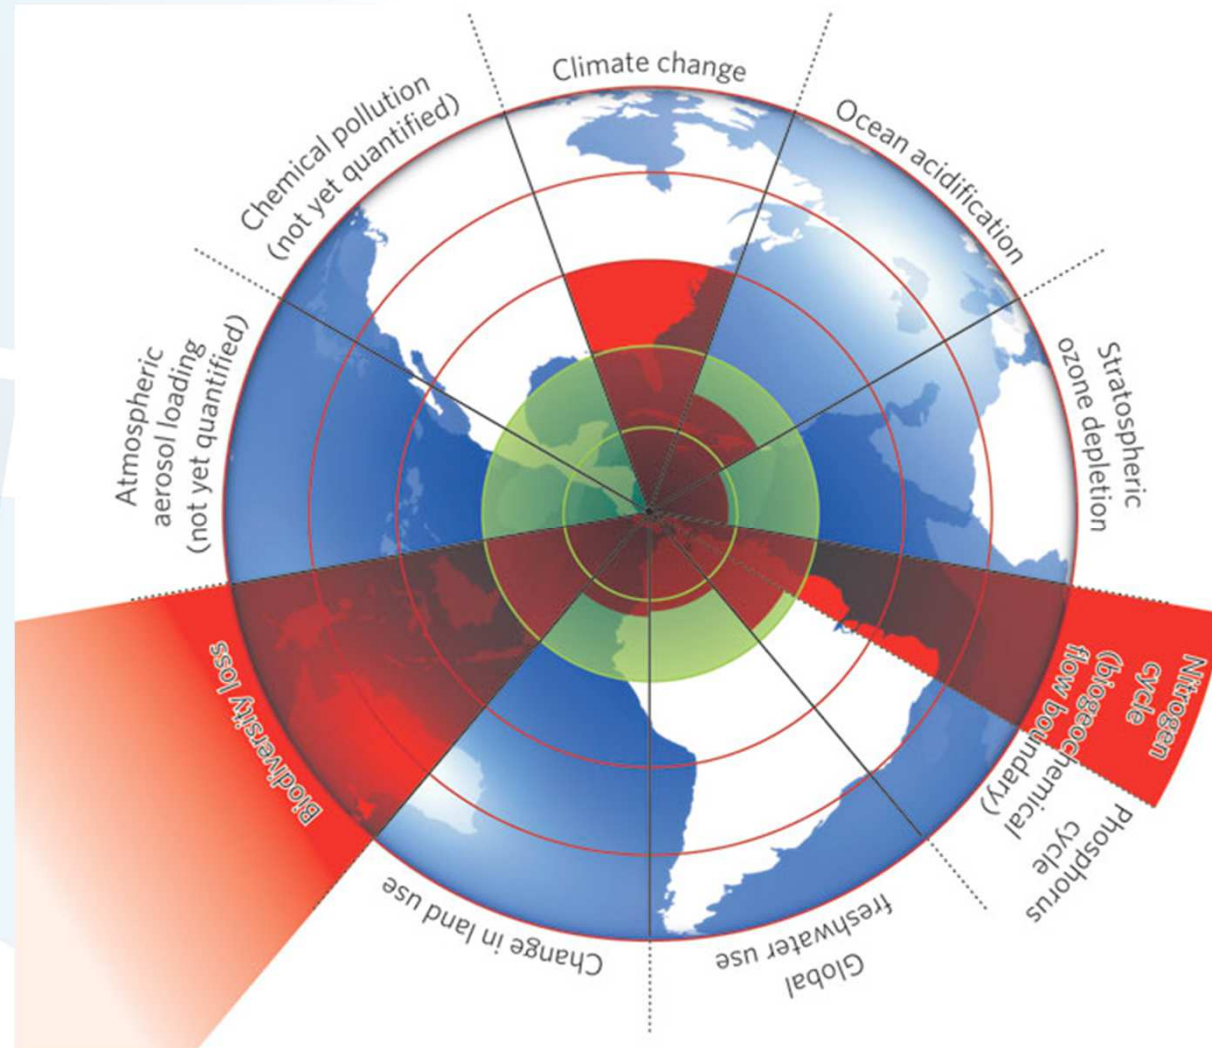 Climate change
Ocean acidification
Stratospheric
ozone depletion
Nitrogen
cycle
(biogeochemical
flow boundary)
Phosphorus
cycle
Global
freshwater use
Change in land use
Biodiversity loss
Atmospheric
aerosol loading
(not yet quantified)
Chemical pollution
(not yet quantified)